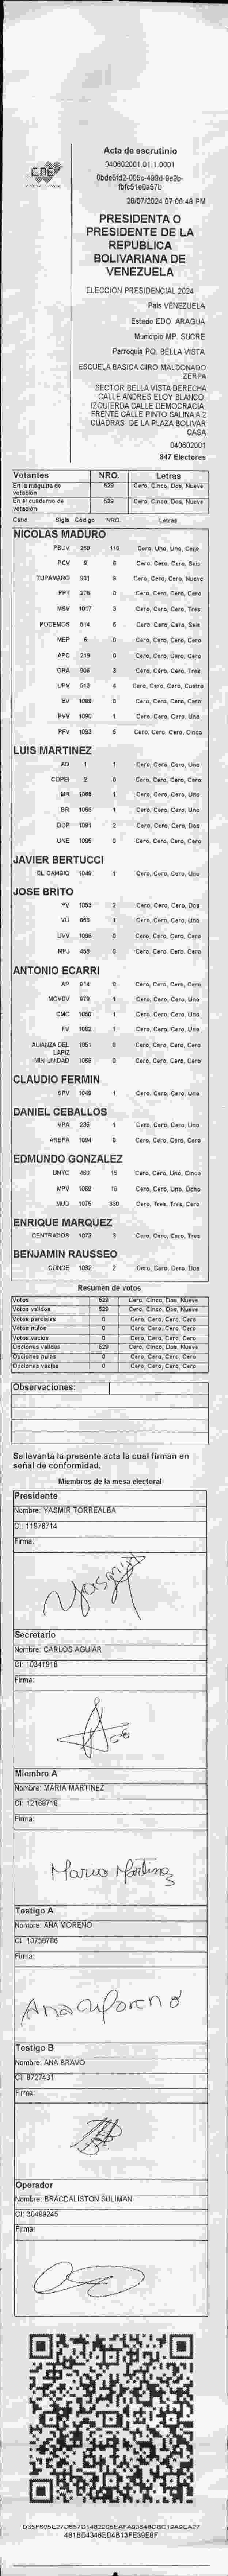 CNE
Acta de escrutinio
040602001.01.1.0001
fbfc51e0a57b
28/07/2024 07:06:48 PM
PRESIDENTA O
PRESIDENTE DE LA
REPUBLICA
BOLIVARIANA DE
VENEZUELA
ELECCIÓN PRESIDENCIAL 2024
País VENEZUELA
Estado EDO. ARAGUA
Municipio MP. SUCRE
Parroquia PQ. BELLA VISTA
ESCUELA BASICA CIRO MALDONADO
ZERPA
SECTOR BELLA VISTA DERECHA
CALLE ANDRES ELOY BLANCO.
IZQUIERDA CALLE DEMOCRACIA.
FRENTE CALLE PINTO SALINA A 2
CUADRAS DE LA PLAZA BOLIVAR
CASA
040602001
847 Electores
Votantes NRO. Letras
En la máquina de votación 529 Cero, Cinco, Dos, Nueve
En el cuaderno de votación 529 Cero, Cinco, Dos, Nueve
Cand. Sigla Código NRO. Letras
NICOLAS MADURO
PSUV 269 110 Cero, Uno, Uno, Cero
PCV 8 6 Cero, Cero, Cero, Seis
TUPAMARO 931 9 Cero, Cero, Cero, Nueve
PPT 276 0 Cero, Cero, Cero, Cero
MSV 1017 3 Cero, Cero, Cero, Tres
PODEMOS 514 6 Cero, Cero, Cero, Seis
MEP 6 0 Cero, Cero, Cero, Cero
APC 219 0 Cero, Cero, Cero, Cero
ORA 906 3 Cero, Cero, Cero, Tres
UPV 512 4 Cero, Cero, Cero, Cuatro
EV 1088 0 Cero, Cero, Cero, Cero
PVV 1090 1 Cero, Cero, Cero, Uno
PFV 1093 Cero, Cero, Cero, Cinco
LUIS MARTINEZ
AD 1 1 Cero, Cero, Cero, Uno
COPEI 2 0 Cero, Cero, Cero, Cero
MR 1065 1 Cero, Cero, Cero, Uno
BR 1066 1 Cero, Cero, Cero, Uno
DDP 1091 2 Cero, Cero, Cero, Dos
UNE 1095 0 Cero, Cero, Cero, Cero
JAVIER BERTUCCI
EL CAMBIO 1048 1 Cero, Cero, Cero, Uno
JOSE BRITO
PV 1053 2 Cero, Cero, Cero, Dos
VU 668 1 Cero, Cero, Cero, Uno
UVV 1096 0 Cero, Cero, Cero, Cero
MPJ 458 0 Cero, Cero, Cero, Cero
ANTONIO ECARRI
AP 914 0 Cero, Cero, Cero, Cero
MOVEV 878 1 Cero, Cero, Cero, Uno
CMC 1050 1 Cero, Cero, Cero, Uno
FV 1062 1 Cero, Cero, Cero, Uno
ALIANZA DEL LAPIZ 1051 0 Cero, Cero, Cero, Cero
MIN UNIDAD 1058 0 Cero, Cero, Cero, Cero
CLAUDIO FERMIN
SPV 1049 1 Cero, Cero, Cero, Uno
DANIEL CEBALLOS
VPA 235 1 Cero, Cero, Cero, Uno
AREPA 1094 0 Cero, Cero, Cero, Cero
EDMUNDO GONZALEZ
UNTC 460 15 Cero, Cero, Uno, Cinco
MPV 1069 18 Cero, Cero, Uno, Ocho
MUD 1076 330 Cero, Tres, Tres, Cero
ENRIQUE MARQUEZ
CENTRADOS 1073 3 Cero, Cero, Cero, Tres
BENJAMIN RAUSSEO
CONDE 1082 2 Cero, Cero, Cero, Dos
Resumen de votos
Votos 529 Cero, Cinco, Dos, Nueve
Votos válidos 529 Cero, Cinco, Dos, Nueve
Votos parciales 0 Cero, Cero, Cero, Cero
Votos nulos 0 Cero, Cero, Cero, Cero
Votos vacíos 0 Cero, Cero, Cero, Cero
Opciones válidas 529 Cero, Cinco, Dos, Nueve
Opciones nulas 0 Cero, Cero, Cero, Cero
Opciones vacías 0 Cero, Cero, Cero, Cero
Observaciones:
Se levanta la presente acta la cual firman en
señal de conformidad.
Miembros de la mesa electoral
Presidente
Nombre: YASMIR TORREALBA
CI: 11976714
Firma:
Yasmir
Secretario
Nombre: CARLOS AGUIAR
CI: 10341918
Firma:
Miembro A
Nombre: MARIA MARTINEZ
CI: 12168718
Firma:
Maria Martinez
Testigo A
Nombre: ANA MORENO
CI: 10756786
Firma:
Ana Moreno
Testigo B
Nombre: ANA BRAVO
CI: 8727431
Firma:
Operador
Nombre: BRACDALISTON SULIMAN
CI: 30499245
Firma: